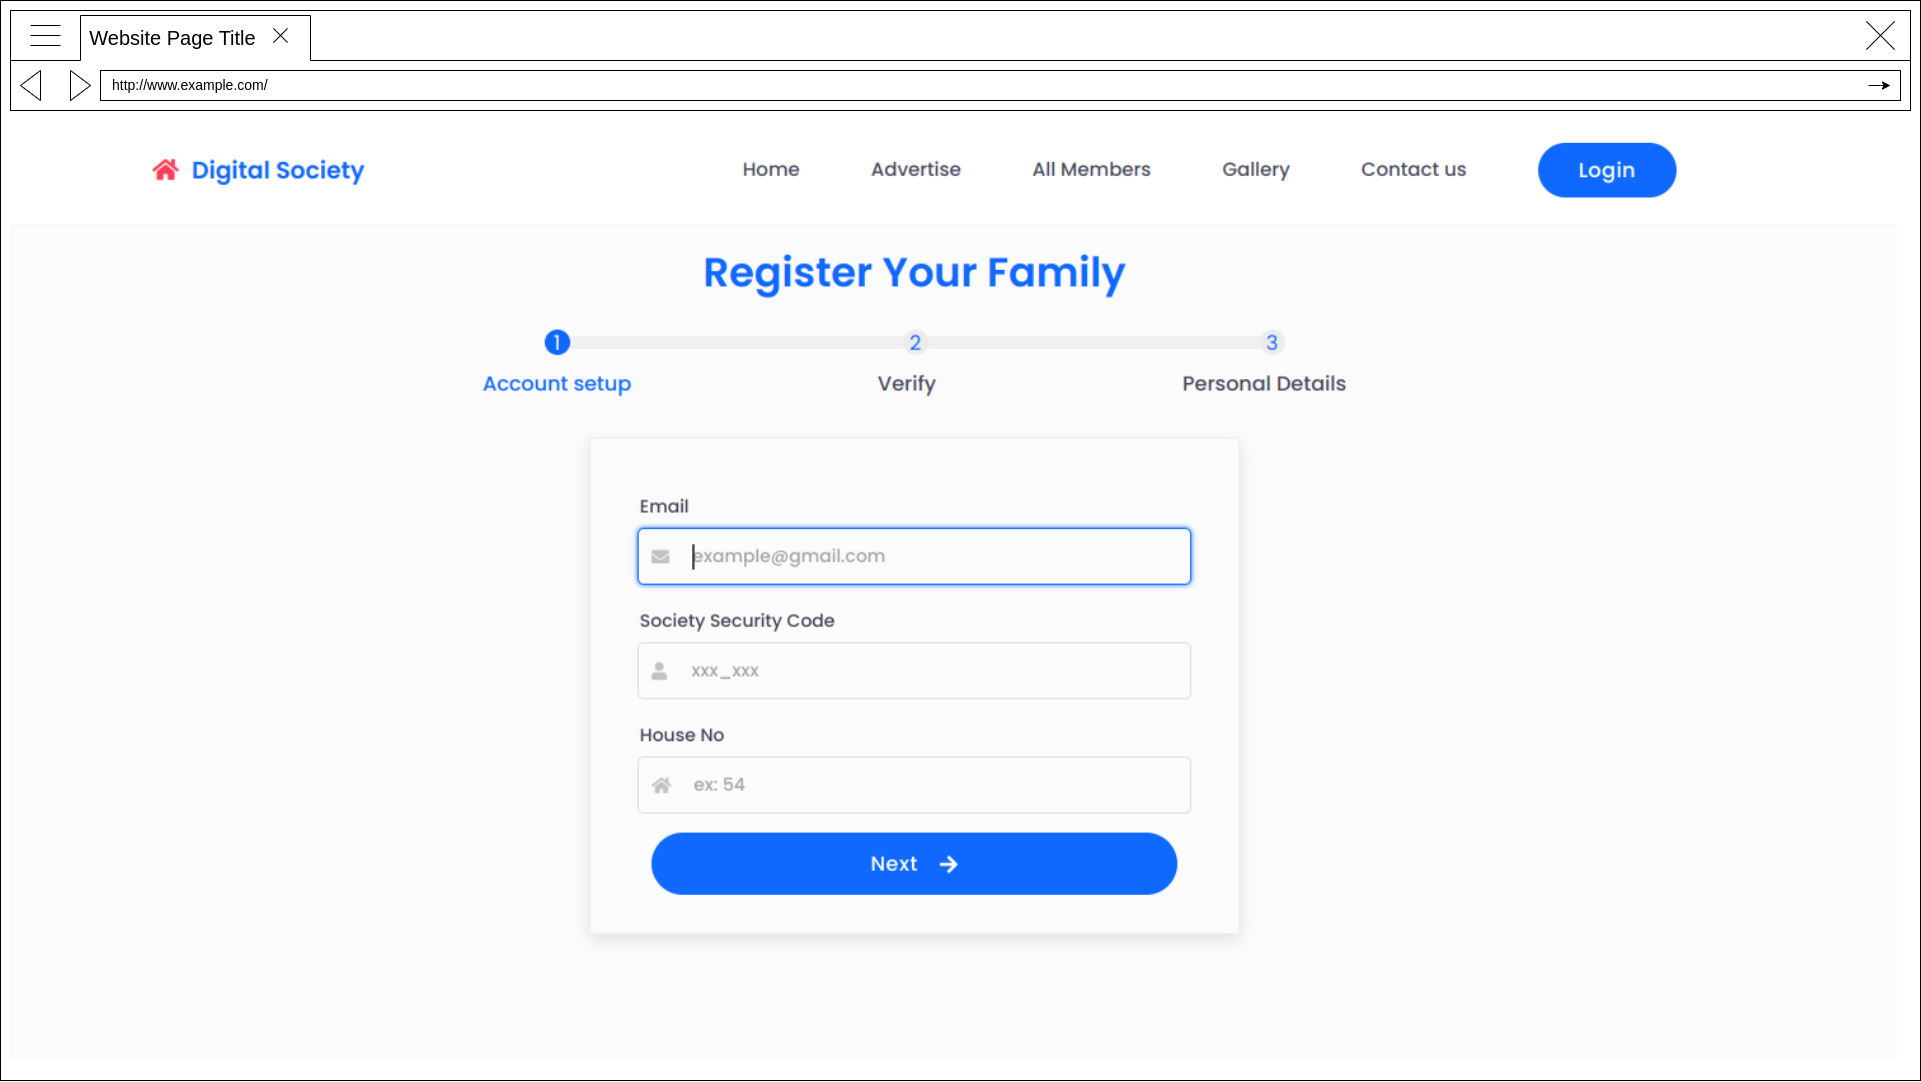 Website Page Title
http://www.example.com/
Digital Society
Home
Advertise
All Members
Gallery
Contact us
Login
Register Your Family
1
2
3
Account setup
Verify
Personal Details
Email
example@gmail.com
Society Security Code
xxx_xxx
House No
ex: 54
Next